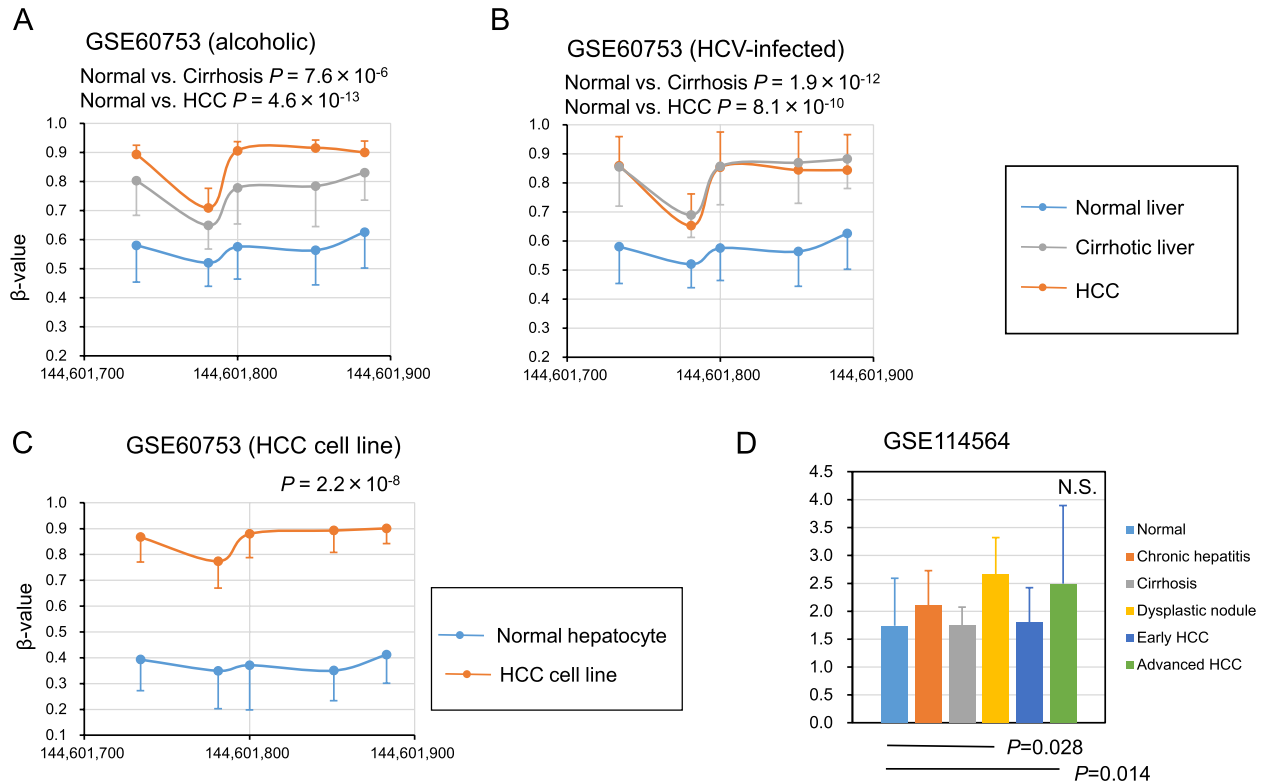 A
GSE60753 (alcoholic)
Normal vs. Cirrhosis P = 7.6 × 10-6
Normal vs. HCC P = 4.6 × 10-13
1.0
0.9
0.8
0.7
0.6
0.5
0.4
0.3
0.2
β-value
144,601,700
144,601,800
144,601,900
B
GSE60753 (HCV-infected)
Normal vs. Cirrhosis P = 1.9 × 10-12
Normal vs. HCC P = 8.1 × 10-10
1.0
0.9
0.8
0.7
0.6
0.5
0.4
0.3
0.2
144,601,700
144,601,800
144,601,900
Normal liver
Cirrhotic liver
HCC
C
GSE60753 (HCC cell line)
P = 2.2 × 10-8
1.0
0.9
0.8
0.7
0.6
0.5
0.4
0.3
0.2
0.1
β-value
144,601,700
144,601,800
144,601,900
Normal hepatocyte
HCC cell line
D
GSE114564
4.5
4.0
3.5
3.0
2.5
2.0
1.5
1.0
0.5
0.0
N.S.
Normal
Chronic hepatitis
Cirrhosis
Dysplastic nodule
Early HCC
Advanced HCC
P=0.028
P=0.014